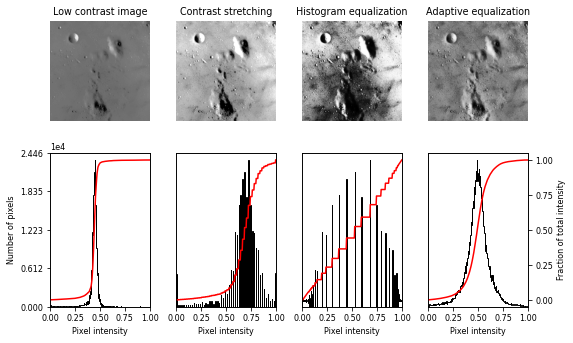 Low contrast image
Contrast stretching
Histogram equalization
Adaptive equalization
1e4
2.446
1.835
1.223
0.612
0.000
Number of pixels
0.00 0.25 0.50 0.75 1.00
Pixel intensity
0.00 0.25 0.50 0.75 1.00
Pixel intensity
0.00 0.25 0.50 0.75 1.00
Pixel intensity
0.00 0.25 0.50 0.75 1.00
Pixel intensity
1.00
0.75
0.50
0.25
0.00
Fraction of total intensity